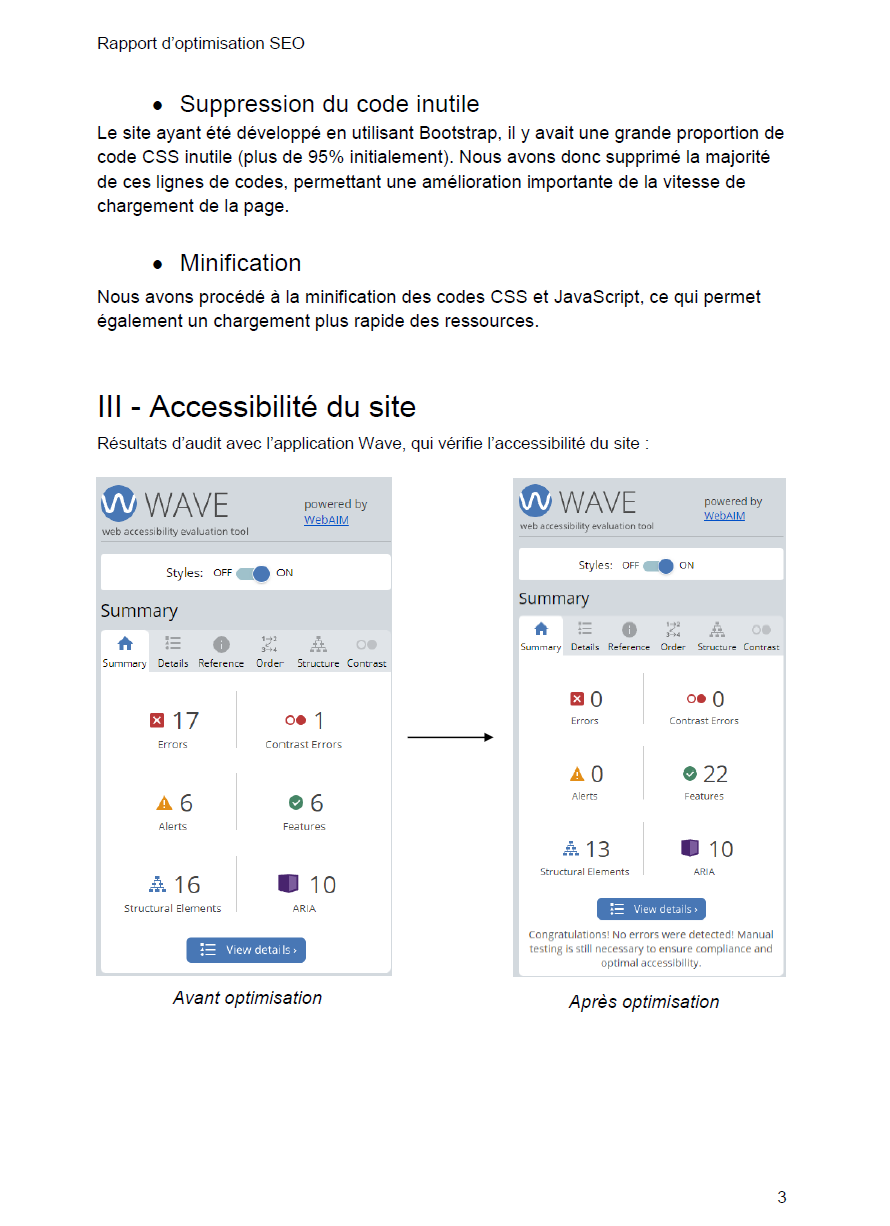 Rapport d’optimisation SEO
● Suppression du code inutile
Le site ayant été développé en utilisant Bootstrap, il y avait une grande proportion de
code CSS inutile (plus de 95% initialement). Nous avons donc supprimé la majorité
de ces lignes de codes, permettant une amélioration importante de la vitesse de
chargement de la page.
● Minification
Nous avons procédé à la minification des codes CSS et JavaScript, ce qui permet
également un chargement plus rapide des ressources.
III - Accessibilité du site
Résultats d’audit avec l’application Wave, qui vérifie l’accessibilité du site :
WAVE
powered by
WebAIM
web accessibility evaluation tool
Styles: OFF ON
Summary
1→2
3→4
Summary Details Reference Order Structure Contrast
17 1
Errors Contrast Errors
6 6
Alerts Features
16 10
Structural Elements ARIA
View details ›
Avant optimisation
WAVE
powered by
WebAIM
web accessibility evaluation tool
Styles: OFF ON
Summary
1→2
3→4
Summary Details Reference Order Structure Contrast
0 0
Errors Contrast Errors
0 22
Alerts Features
13 10
Structural Elements ARIA
View details ›
Congratulations! No errors were detected! Manual
testing is still necessary to ensure compliance and
optimal accessibility.
Après optimisation
3